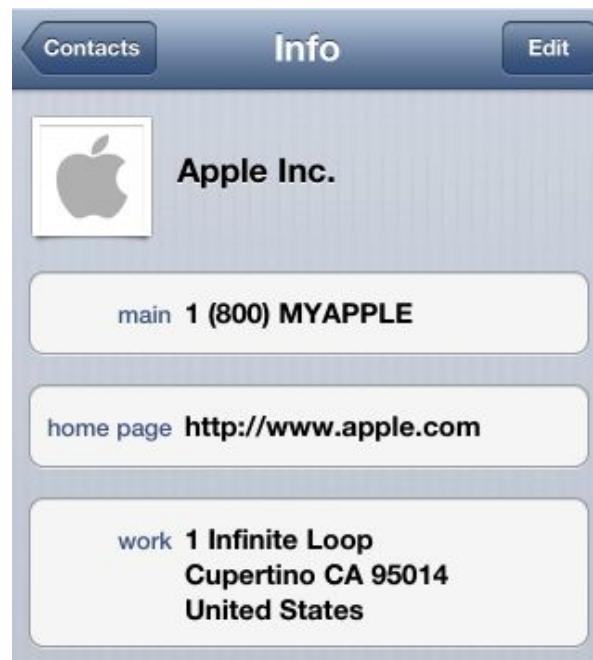 Contacts Info Edit
Apple Inc.
main 1 (800) MYAPPLE
home page http://www.apple.com
work 1 Infinite Loop
Cupertino CA 95014
United States